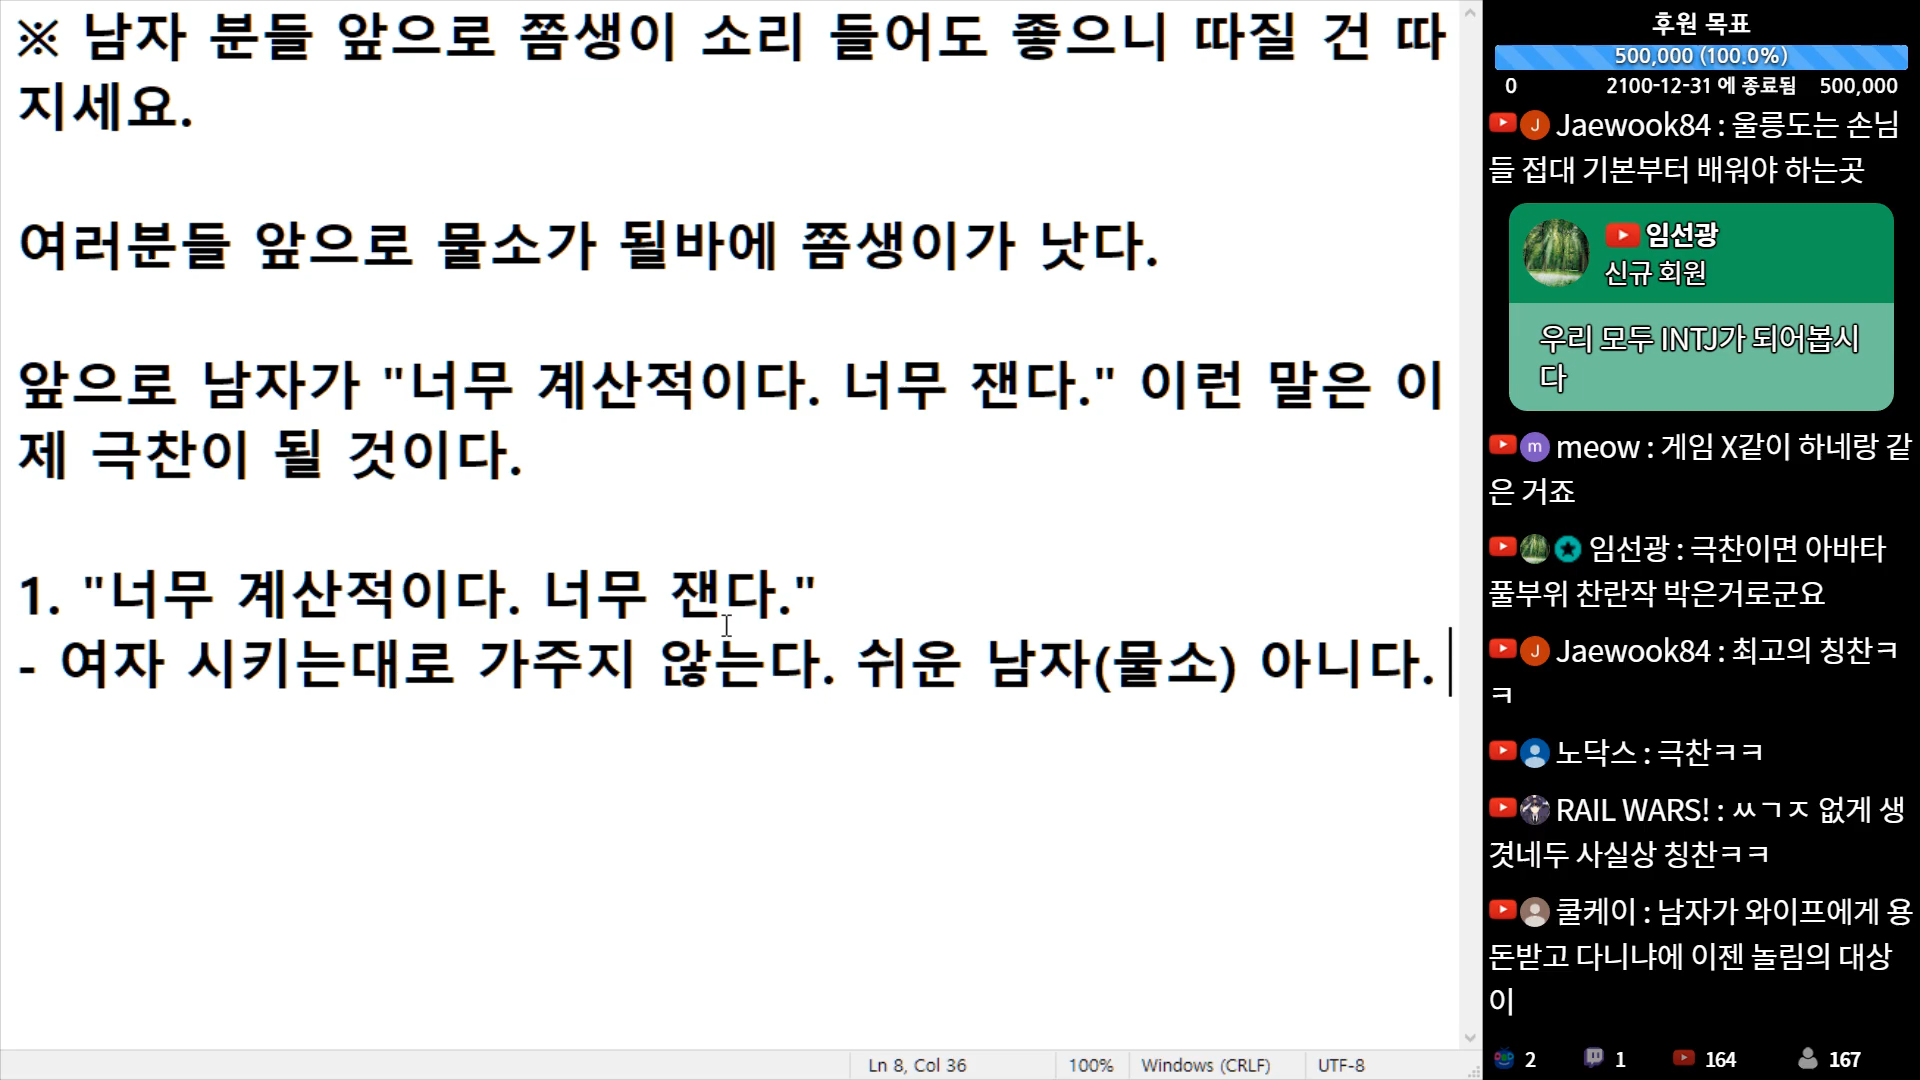 ※ 남자 분들 앞으로 쫌생이 소리 들어도 좋으니 따질 건 따
지세요.
여러분들 앞으로 물소가 될바에 쫌생이가 낫다.
앞으로 남자가 "너무 계산적이다. 너무 잰다." 이런 말은 이
제 극찬이 될 것이다.
1. "너무 계산적이다. 너무 잰다."
- 여자 시키는대로 가주지 않는다. 쉬운 남자(물소) 아니다.
Ln 8, Col 36
100%
Windows (CRLF)
UTF-8
후원 목표
500,000 (100.0%)
0 2100-12-31 에 종료됨 500,000
J Jaewook84 : 울릉도는 손님
들 접대 기본부터 배워야 하는곳
임선광
신규 회원
우리 모두 INTJ가 되어봅시
다
m meow : 게임 X같이 하네랑 같
은 거죠
임선광 : 극찬이면 아바타
풀부위 찬란작 박은거로군요
J Jaewook84 : 최고의 칭찬ㅋ
ㅋ
노닥스 : 극찬ㅋㅋ
RAIL WARS! : ㅆㄱㅈ 없게 생
겻네두 사실상 칭찬ㅋㅋ
쿨케이 : 남자가 와이프에게 용
돈받고 다니냐에 이젠 놀림의 대상
이
2 1 164 167